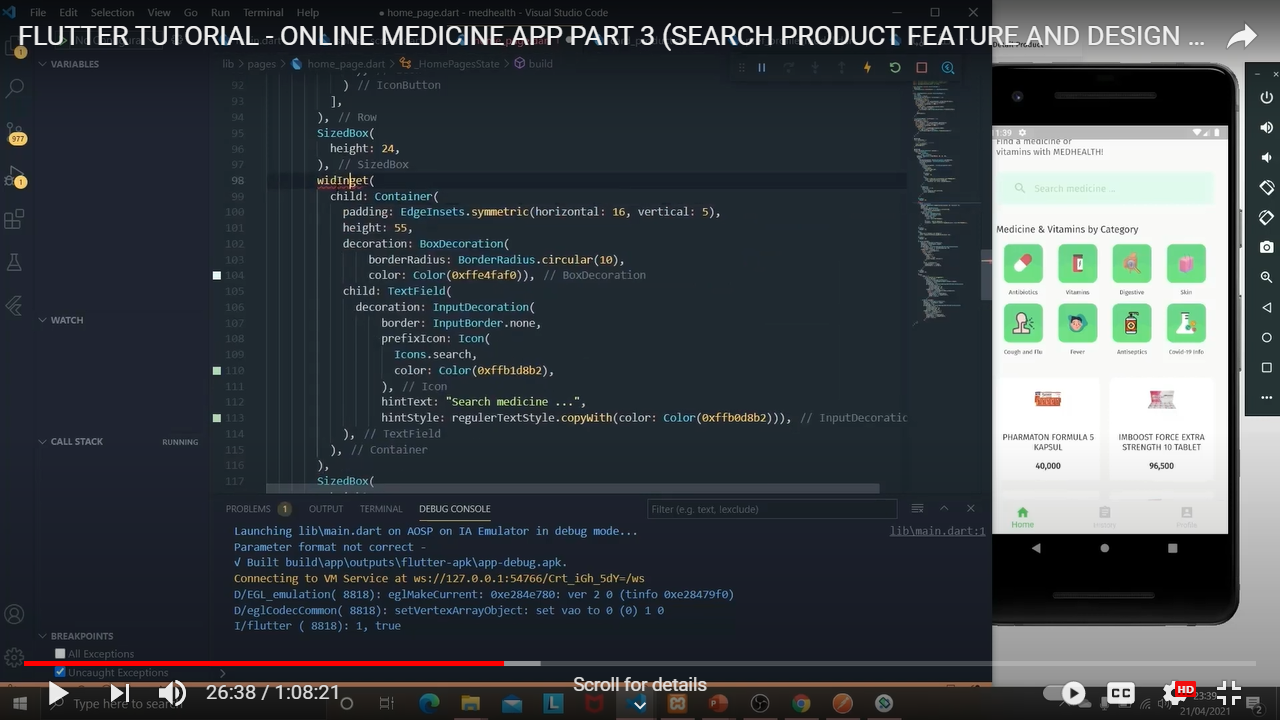 File Edit Selection View Go Run Terminal Help ● home_page.dart - medhealth - Visual Studio Code
FLUTTER TUTORIAL - ONLINE MEDICINE APP PART 3 (SEARCH PRODUCT FEATURE AND DESIGN ...
1
VARIABLES
lib > pages > home_page.dart > _HomePagesState > build
92 ) // IconButton
93 ],
94 ), // Row
95 SizedBox(
96 height: 24,
97 ), // SizedBox
98 widInget(
99 child: Container(
100 padding: EdgeInsets.symmetric(horizontal: 16, vertical: 5),
101 height: 55,
102 decoration: BoxDecoration(
103 borderRadius: BorderRadius.circular(10),
104 color: Color(0xffe4faf0)), // BoxDecoration
105 child: TextField(
106 decoration: InputDecoration(
107 border: InputBorder.none,
108 prefixIcon: Icon(
109 Icons.search,
110 color: Color(0xffb1d8b2),
111 ), // Icon
112 hintText: "Search medicine ...",
113 hintStyle: regulerTextStyle.copyWith(color: Color(0xffb0d8b2))), // InputDecoratio
114 ), // TextField
115 ), // Container
116 ),
117 SizedBox(
977
1
WATCH
CALL STACK RUNNING
BREAKPOINTS
All Exceptions
Uncaught Exceptions
PROBLEMS 1 OUTPUT TERMINAL DEBUG CONSOLE
Filter (e.g. text, !exclude)
Launching lib\main.dart on AOSP on IA Emulator in debug mode... lib\main.dart:1
Parameter format not correct -
√ Built build\app\outputs\flutter-apk\app-debug.apk.
Connecting to VM Service at ws://127.0.0.1:54766/Crt_iGh_5dY=/ws
D/EGL_emulation( 8818): eglMakeCurrent: 0xe284e780: ver 2 0 (tinfo 0xe28479f0)
D/eglCodecCommon( 8818): setVertexArrayObject: set vao to 0 (0) 1 0
I/flutter ( 8818): 1, true
Detail Product
1:39
Find a medicine or
vitamins with MEDHEALTH!
Search medicine ...
Medicine & Vitamins by Category
Antibiotics Vitamins Digestive Skin
Cough and Flu Fever Antiseptics Covid-19 Info
PHARMATON FORMULA 5
KAPSUL
40,000
IMBOOST FORCE EXTRA
STRENGTH 10 TABLET
96,500
Home History Profile
26:38 / 1:08:21
Scroll for details
CC
HD
Type here to search
23:39
21/04/2021
2